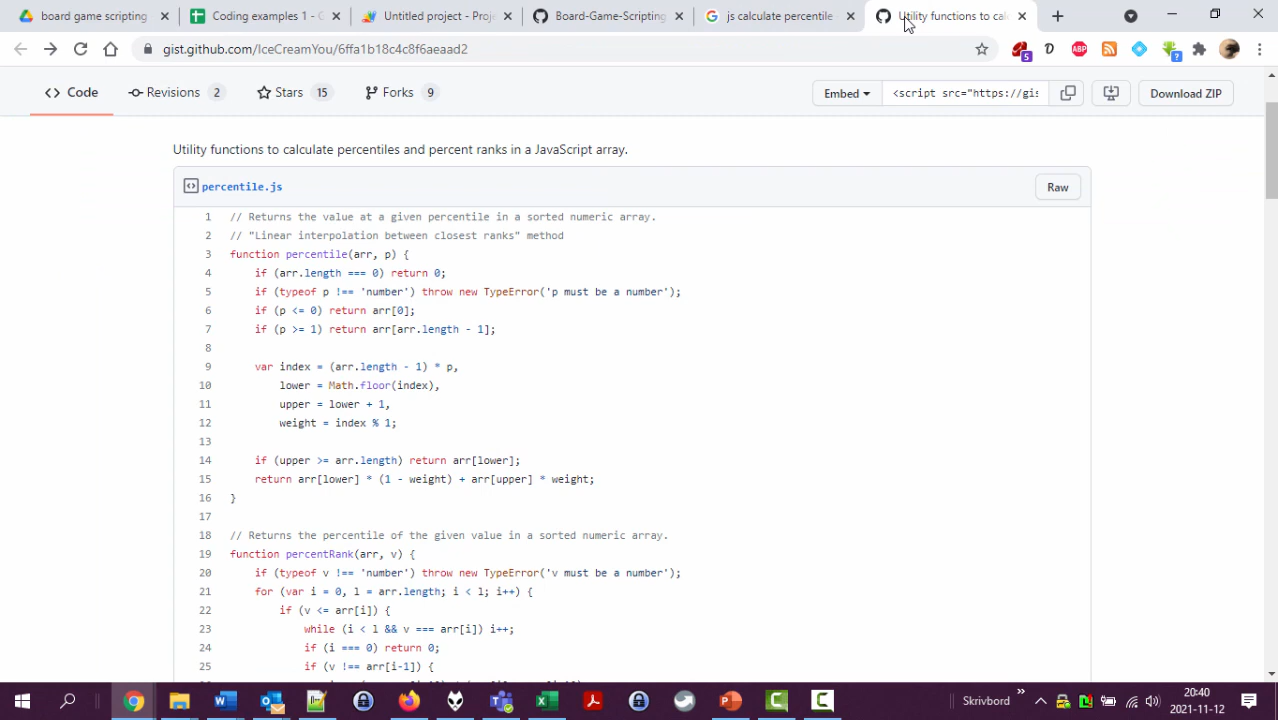 board game scripting
Coding examples 1 - G
Untitled project - Proje
Board-Game-Scripting
js calculate percentile
Utility functions to cal
gist.github.com/IceCreamYou/6ffa1b18c4c8f6aeaad2
5
ABP
?
Code
Revisions 2
Stars 15
Forks 9
Embed
<script src="https://gis
Download ZIP
Utility functions to calculate percentiles and percent ranks in a JavaScript array.
percentile.js
Raw
1 // Returns the value at a given percentile in a sorted numeric array.
2 // "Linear interpolation between closest ranks" method
3 function percentile(arr, p) {
4 if (arr.length === 0) return 0;
5 if (typeof p !== 'number') throw new TypeError('p must be a number');
6 if (p <= 0) return arr[0];
7 if (p >= 1) return arr[arr.length - 1];
8
9 var index = (arr.length - 1) * p,
10 lower = Math.floor(index),
11 upper = lower + 1,
12 weight = index % 1;
13
14 if (upper >= arr.length) return arr[lower];
15 return arr[lower] * (1 - weight) + arr[upper] * weight;
16 }
17
18 // Returns the percentile of the given value in a sorted numeric array.
19 function percentRank(arr, v) {
20 if (typeof v !== 'number') throw new TypeError('v must be a number');
21 for (var i = 0, l = arr.length; i < l; i++) {
22 if (v <= arr[i]) {
23 while (i < l && v === arr[i]) i++;
24 if (i === 0) return 0;
25 if (v !== arr[i-1]) {
Skrivbord
20:40
2021-11-12